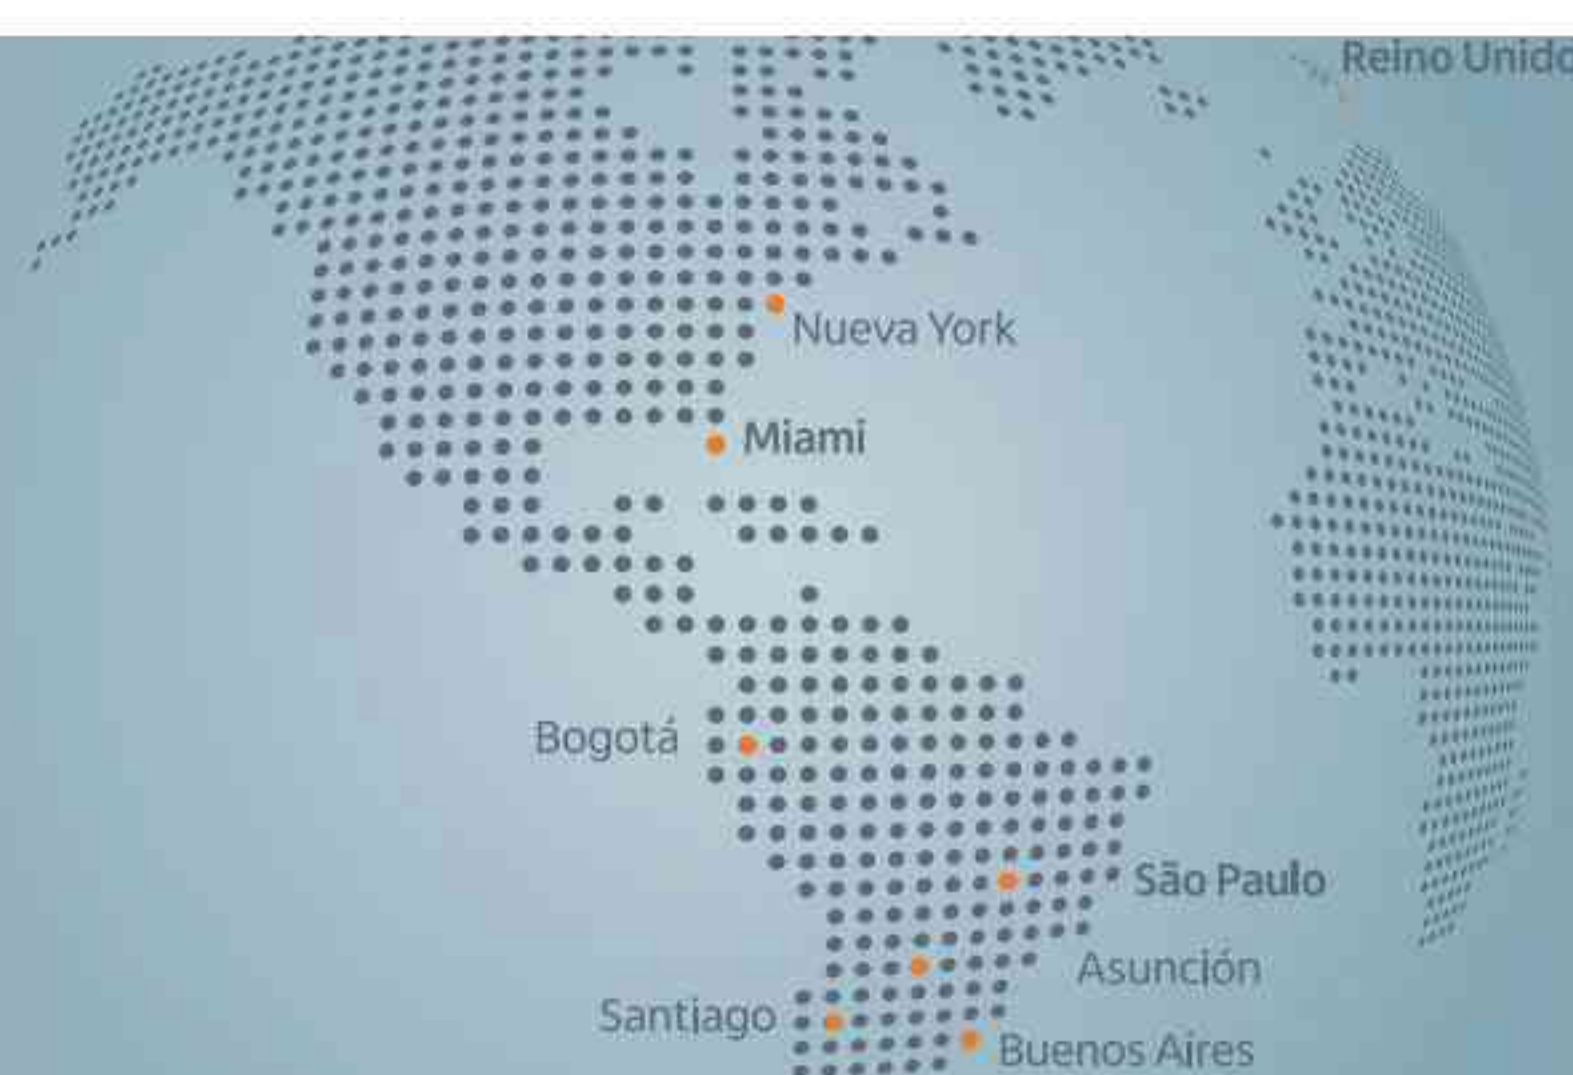 Reino Unido
Nueva York
Miami
Bogotá
São Paulo
Asunción
Santiago
Buenos Aires